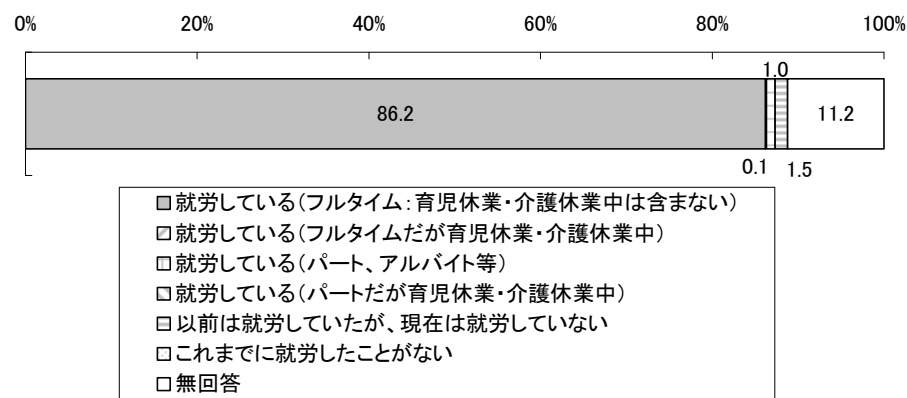 0% 20% 40% 60% 80% 100%
1.0
86.2 11.2
0.1 1.5
就労している(フルタイム:育児休業・介護休業中は含まない)
就労している(フルタイムだが育児休業・介護休業中)
就労している(パート、アルバイト等)
就労している(パートだが育児休業・介護休業中)
以前は就労していたが、現在は就労していない
これまでに就労したことがない
無回答